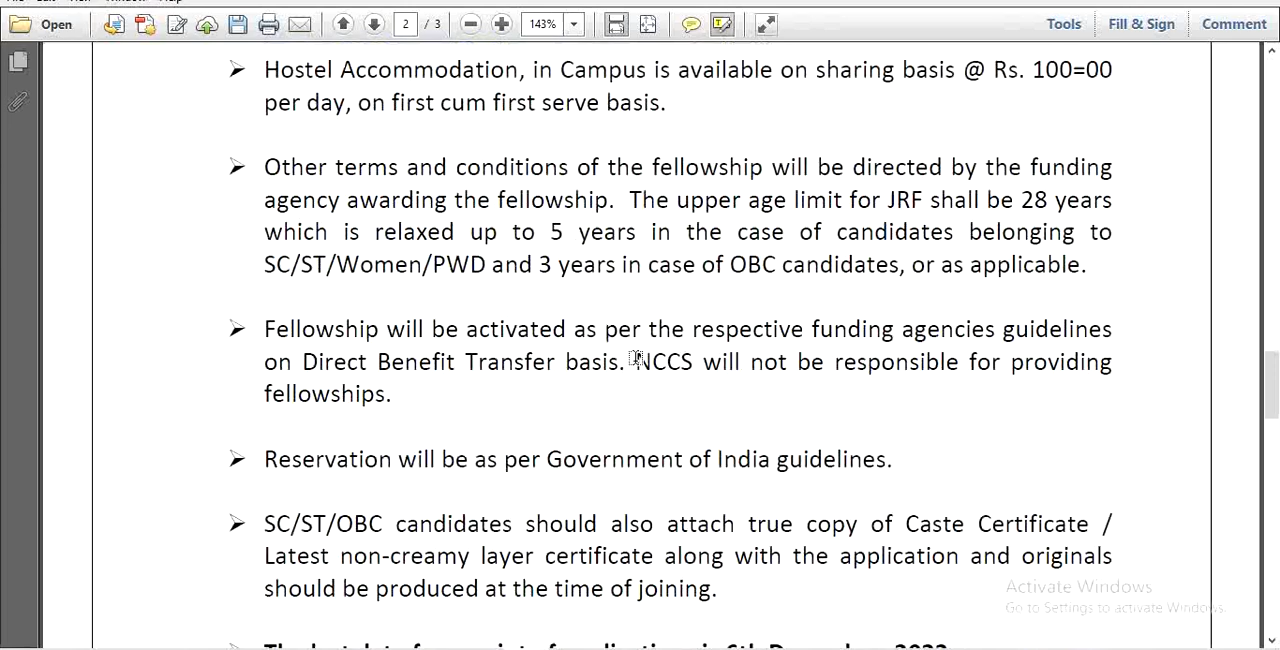 Open
2 / 3
143%
Tools
Fill & Sign
Comment
➢ Hostel Accommodation, in Campus is available on sharing basis @ Rs. 100=00
per day, on first cum first serve basis.
➢ Other terms and conditions of the fellowship will be directed by the funding
agency awarding the fellowship. The upper age limit for JRF shall be 28 years
which is relaxed up to 5 years in the case of candidates belonging to
SC/ST/Women/PWD and 3 years in case of OBC candidates, or as applicable.
➢ Fellowship will be activated as per the respective funding agencies guidelines
on Direct Benefit Transfer basis. NCCS will not be responsible for providing
fellowships.
➢ Reservation will be as per Government of India guidelines.
➢ SC/ST/OBC candidates should also attach true copy of Caste Certificate /
Latest non-creamy layer certificate along with the application and originals
should be produced at the time of joining.
Activate Windows
Go to Settings to activate Windows.